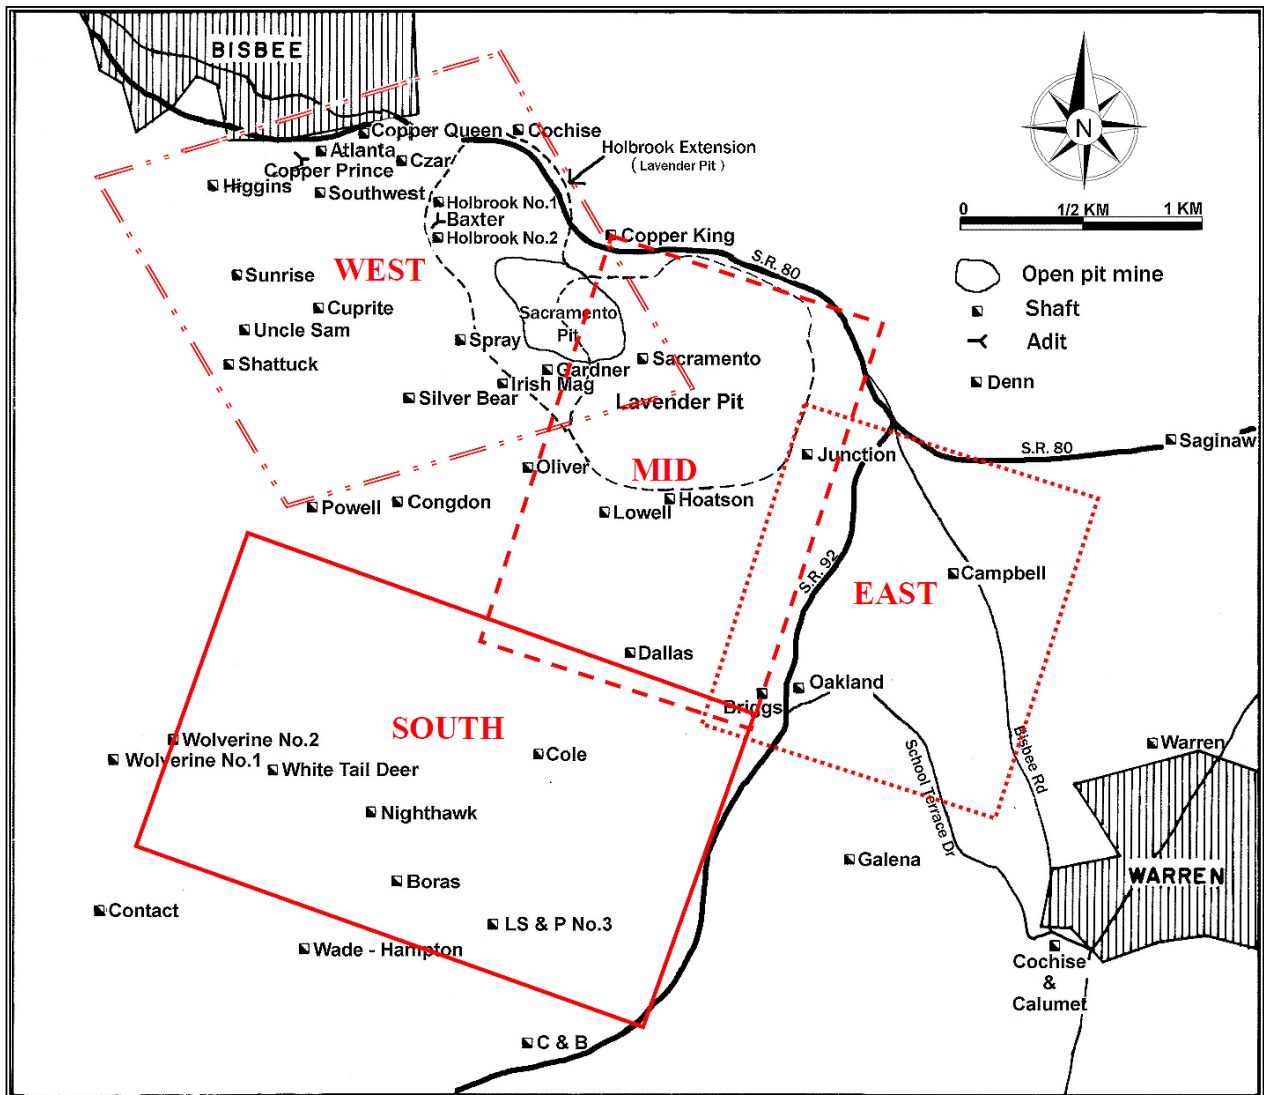 BISBEE
Copper Queen
Cochise
Atlanta
Czar
Copper Prince
Higgins
Southwest
Holbrook Extension
( Lavender Pit )
Holbrook No.1
Baxter
Holbrook No.2
Copper King
S.R. 80
N
0 1/2 KM 1 KM
Open pit mine
Shaft
Adit
WEST
Sunrise
Cuprite
Uncle Sam
Shattuck
Sacramento
Pit
Spray
Sacramento
Gardner
Irish Mag
Silver Bear
Lavender Pit
Denn
Saginaw
S.R. 80
Junction
Oliver
MID
Powell
Congdon
Hoatson
Lowell
S.R. 92
Campbell
EAST
Dallas
Oakland
Briggs
SOUTH
Wolverine No.2
Wolverine No.1
White Tail Deer
Cole
Nighthawk
School Terrace Dr
Bisbee Rd
Warren
Galena
WARREN
Boras
Contact
LS & P No.3
Wade - Hampton
Cochise
&
Calumet
C & B